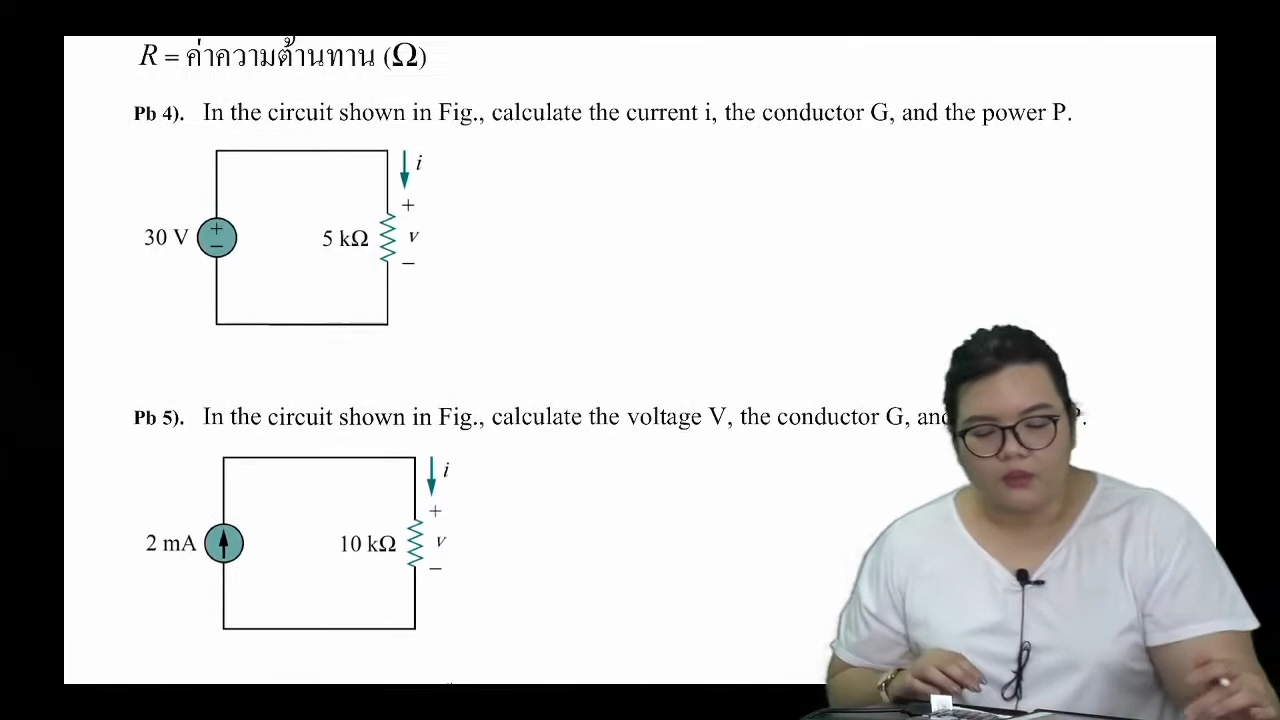 R = ค่าความต้านทาน (Ω)
Pb 4). In the circuit shown in Fig., calculate the current i, the conductor G, and the power P.
i
+
30 V
+
−
5 kΩ
v
−
Pb 5). In the circuit shown in Fig., calculate the voltage V, the conductor G, and
i
+
2 mA
10 kΩ
v
−